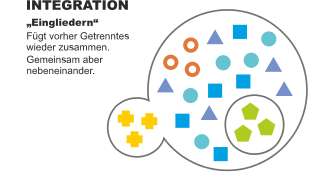 INTEGRATION
„Eingliedern“
Fügt vorher Getrenntes
wieder zusammen.
Gemeinsam aber
nebeneinander.